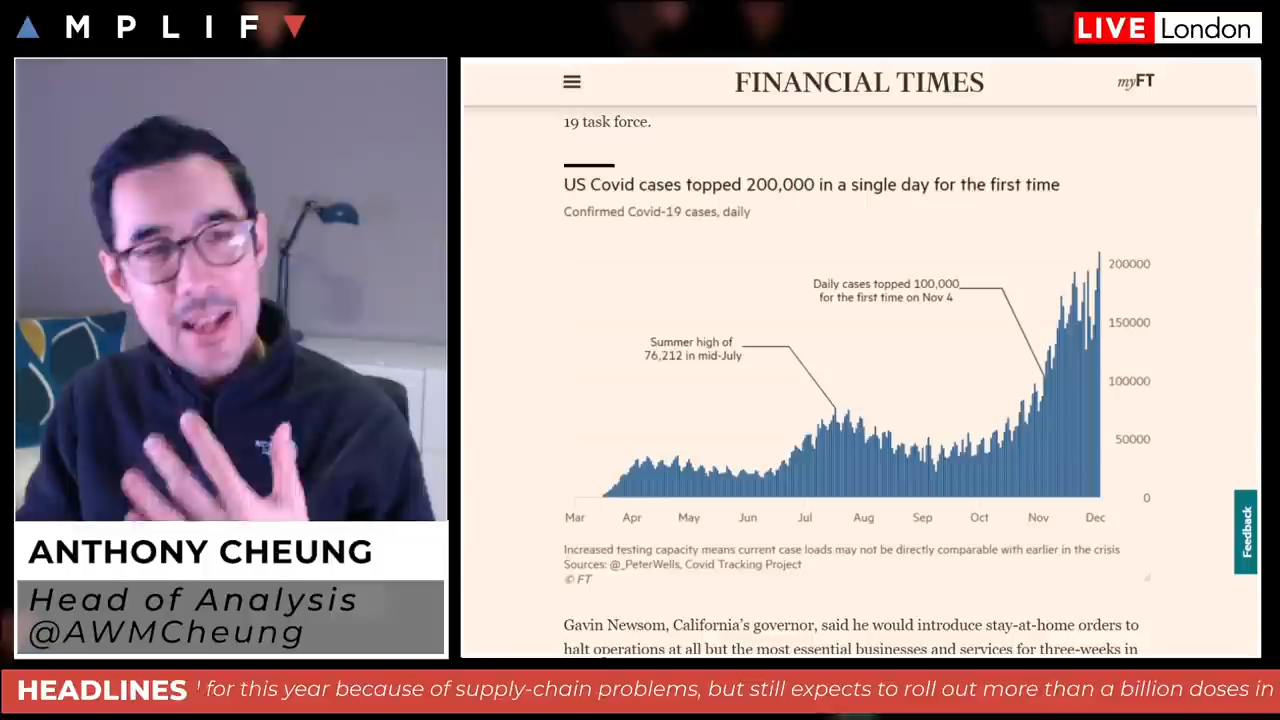 AMPLIFY
LIVE London
FINANCIAL TIMES
myFT
19 task force.
US Covid cases topped 200,000 in a single day for the first time
Confirmed Covid-19 cases, daily
200000
Daily cases topped 100,000
for the first time on Nov 4
150000
Summer high of
76,212 in mid-July
100000
50000
0
Mar Apr May Jun Jul Aug Sep Oct Nov Dec
Increased testing capacity means current case loads may not be directly comparable with earlier in the crisis
Sources: @_PeterWells, Covid Tracking Project
© FT
Feedback
Gavin Newsom, California's governor, said he would introduce stay-at-home orders to
halt operations at all but the most essential businesses and services for three-weeks in
ANTHONY CHEUNG
Head of Analysis
@AWMCheung
HEADLINES ' for this year because of supply-chain problems, but still expects to roll out more than a billion doses in